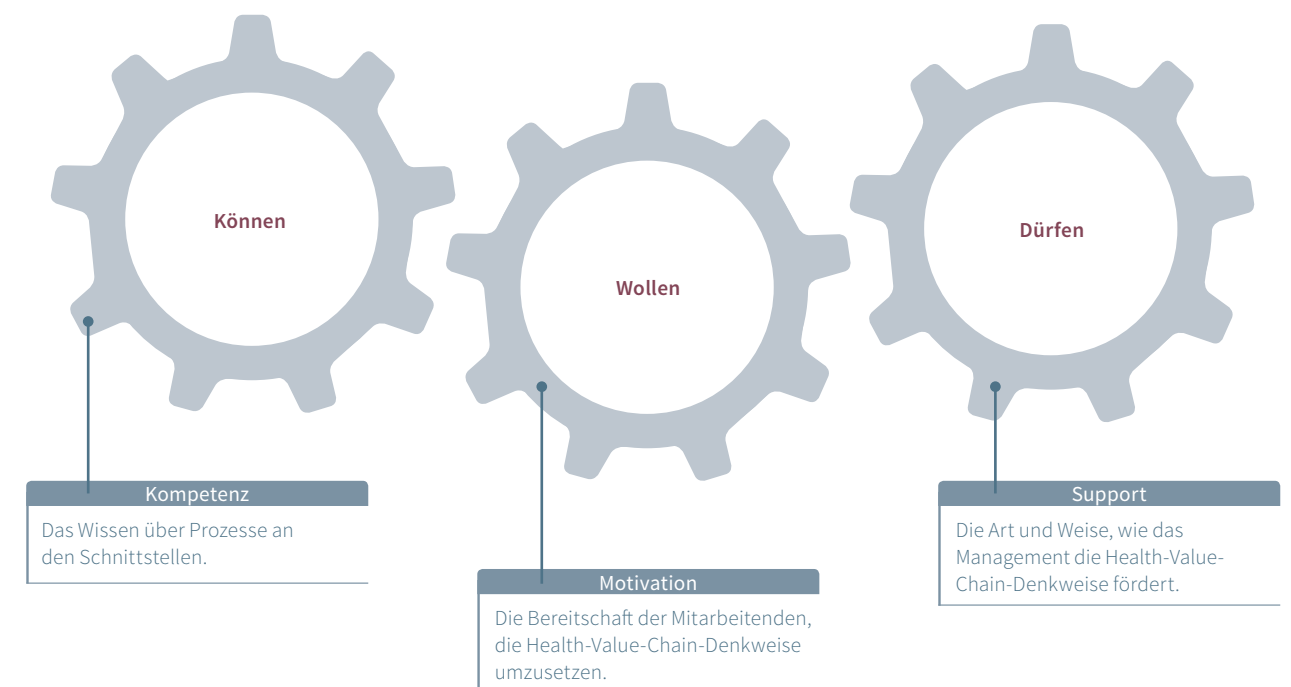 Können
Wollen
Dürfen
Kompetenz
Das Wissen über Prozesse an
den Schnittstellen.
Motivation
Die Bereitschaft der Mitarbeitenden,
die Health-Value-Chain-Denkweise
umzusetzen.
Support
Die Art und Weise, wie das
Management die Health-Value-
Chain-Denkweise fördert.